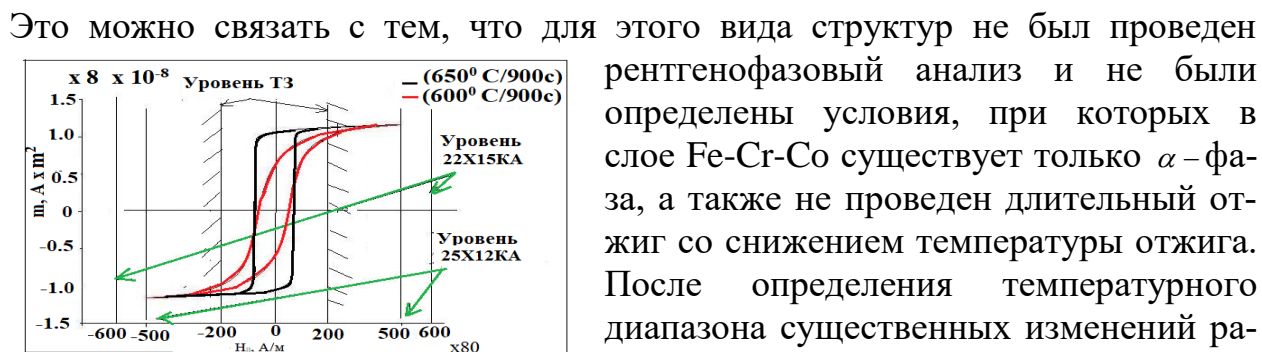 Это можно связать с тем, что для этого вида структур не был проведен
x 8 x 10-8 Уровень ТЗ
(650⁰ С/900с)
(600⁰ С/900с)
Уровень
22Х15КА
Уровень
25Х12КА
m, A x m²
1.5
1.0
0.5
0
-0.5
-1.0
-1.5
-600 -500 -200 0 200 500 600
А/м
x80
рентгенофазовый анализ и не были
определены условия, при которых в
слое Fe-Cr-Co существует только α – фа-
за, а также не проведен длительный от-
жиг со снижением температуры отжига.
После определения температурного
диапазона существенных изменений ра-